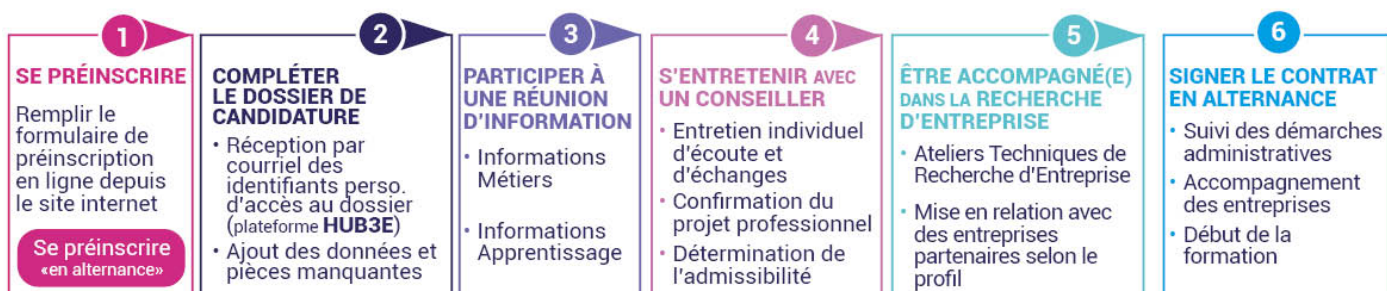 1
SE PRÉINSCRIRE
Remplir le
formulaire de
préinscription
en ligne depuis
le site internet
Se préinscrire
«en alternance»
2
COMPLÉTER
LE DOSSIER DE
CANDIDATURE
• Réception par
courriel des
identifiants perso.
d'accès au dossier
(plateforme HUB3E)
• Ajout des données et
pièces manquantes
3
PARTICIPER À
UNE RÉUNION
D'INFORMATION
• Informations
Métiers
• Informations
Apprentissage
4
S'ENTRETENIR AVEC
UN CONSEILLER
• Entretien individuel
d'écoute et
d'échanges
• Confirmation du
projet professionnel
• Détermination de
l'admissibilité
5
ÊTRE ACCOMPAGNÉ(E)
DANS LA RECHERCHE
D'ENTREPRISE
• Ateliers Techniques de
Recherche d'Entreprise
• Mise en relation avec
des entreprises
partenaires selon le
profil
6
SIGNER LE CONTRAT
EN ALTERNANCE
• Suivi des démarches
administratives
• Accompagnement
des entreprises
• Début de la
formation